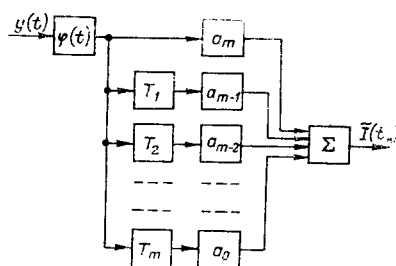 y(t)
φ(t)
a_m
T_1
a_{m-1}
T_2
a_{m-2}
T_m
a_0
Σ
Ĩ(t_н)